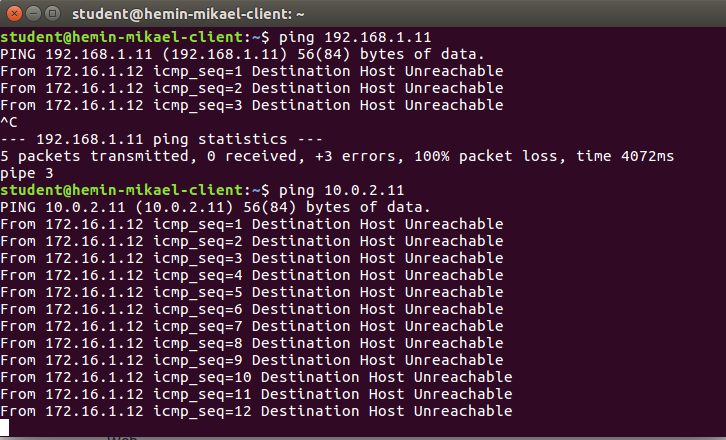 student@hemin-mikael-client: ~
student@hemin-mikael-client:~$ ping 192.168.1.11
PING 192.168.1.11 (192.168.1.11) 56(84) bytes of data.
From 172.16.1.12 icmp_seq=1 Destination Host Unreachable
From 172.16.1.12 icmp_seq=2 Destination Host Unreachable
From 172.16.1.12 icmp_seq=3 Destination Host Unreachable
^C
--- 192.168.1.11 ping statistics ---
5 packets transmitted, 0 received, +3 errors, 100% packet loss, time 4072ms
pipe 3
student@hemin-mikael-client:~$ ping 10.0.2.11
PING 10.0.2.11 (10.0.2.11) 56(84) bytes of data.
From 172.16.1.12 icmp_seq=1 Destination Host Unreachable
From 172.16.1.12 icmp_seq=2 Destination Host Unreachable
From 172.16.1.12 icmp_seq=3 Destination Host Unreachable
From 172.16.1.12 icmp_seq=4 Destination Host Unreachable
From 172.16.1.12 icmp_seq=5 Destination Host Unreachable
From 172.16.1.12 icmp_seq=6 Destination Host Unreachable
From 172.16.1.12 icmp_seq=7 Destination Host Unreachable
From 172.16.1.12 icmp_seq=8 Destination Host Unreachable
From 172.16.1.12 icmp_seq=9 Destination Host Unreachable
From 172.16.1.12 icmp_seq=10 Destination Host Unreachable
From 172.16.1.12 icmp_seq=11 Destination Host Unreachable
From 172.16.1.12 icmp_seq=12 Destination Host Unreachable